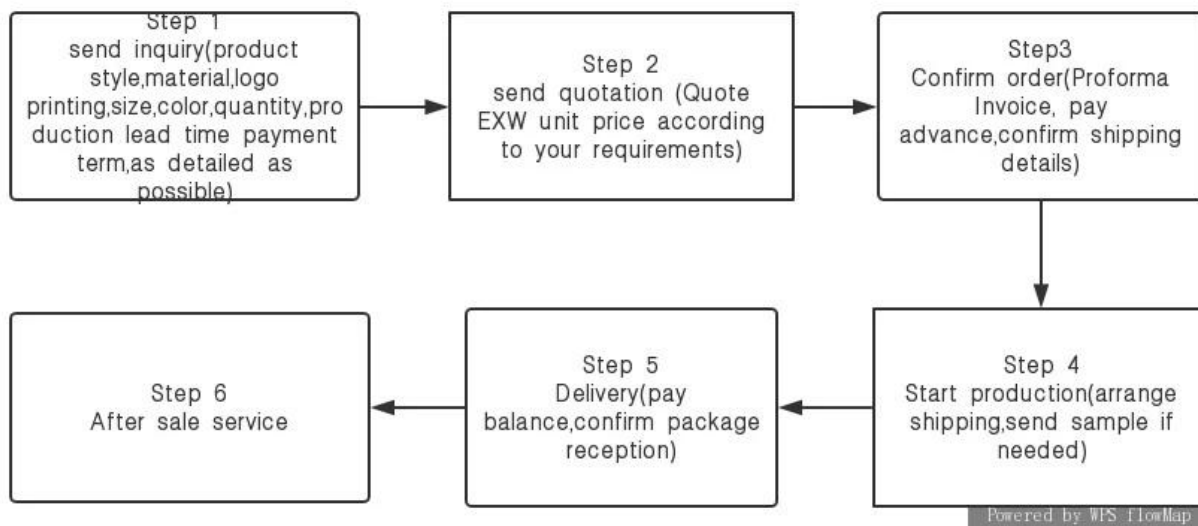 Step 1
send inquiry(product
style,material,logo
printing,size,color,quantity,pro
duction lead time payment
term,as detailed as
possible)
Step 2
send quotation (Quote
EXW unit price according
to your requirements)
Step3
Confirm order(Proforma
Invoice, pay
advance,confirm shipping
details)
Step 4
Start production(arrange
shipping,send sample if
needed)
Step 5
Delivery(pay
balance,confirm package
reception)
Step 6
After sale service
Powered by WPS flowMap